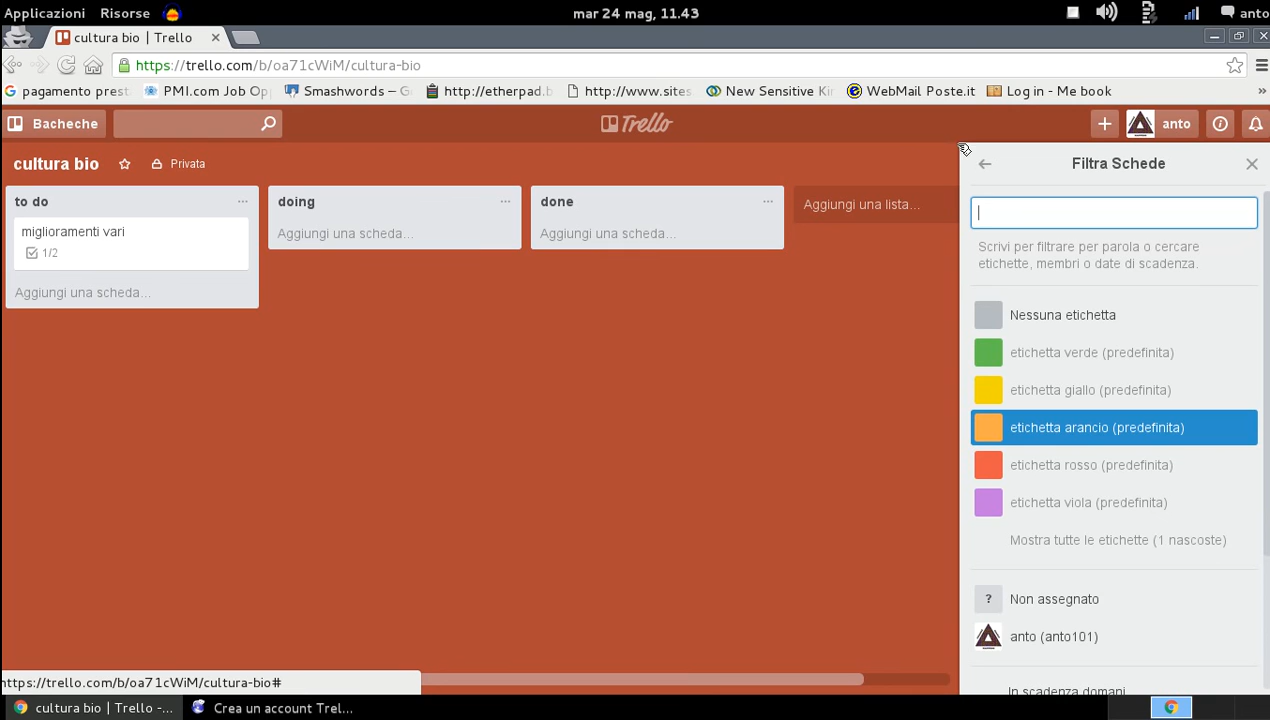 Applicazioni Risorse mar 24 mag, 11.43 anto
cultura bio | Trello
https://trello.com/b/oa71cWiM/cultura-bio
pagamento prest PMI.com Job Op Smashwords – G http://etherpad.b http://www.sites New Sensitive Kir WebMail Poste.it Log in - Me book »
Bacheche Trello + anto
cultura bio Privata
to do ...
miglioramenti vari
1/2
Aggiungi una scheda...
doing ...
Aggiungi una scheda...
done ...
Aggiungi una scheda...
Aggiungi una lista...
Filtra Schede
Scrivi per filtrare per parola o cercare
etichette, membri o date di scadenza.
Nessuna etichetta
etichetta verde (predefinita)
etichetta giallo (predefinita)
etichetta arancio (predefinita)
etichetta rosso (predefinita)
etichetta viola (predefinita)
Mostra tutte le etichette (1 nascoste)
? Non assegnato
anto (anto101)
In scadenza domani
https://trello.com/b/oa71cWiM/cultura-bio#
cultura bio | Trello -... Crea un account Trel...